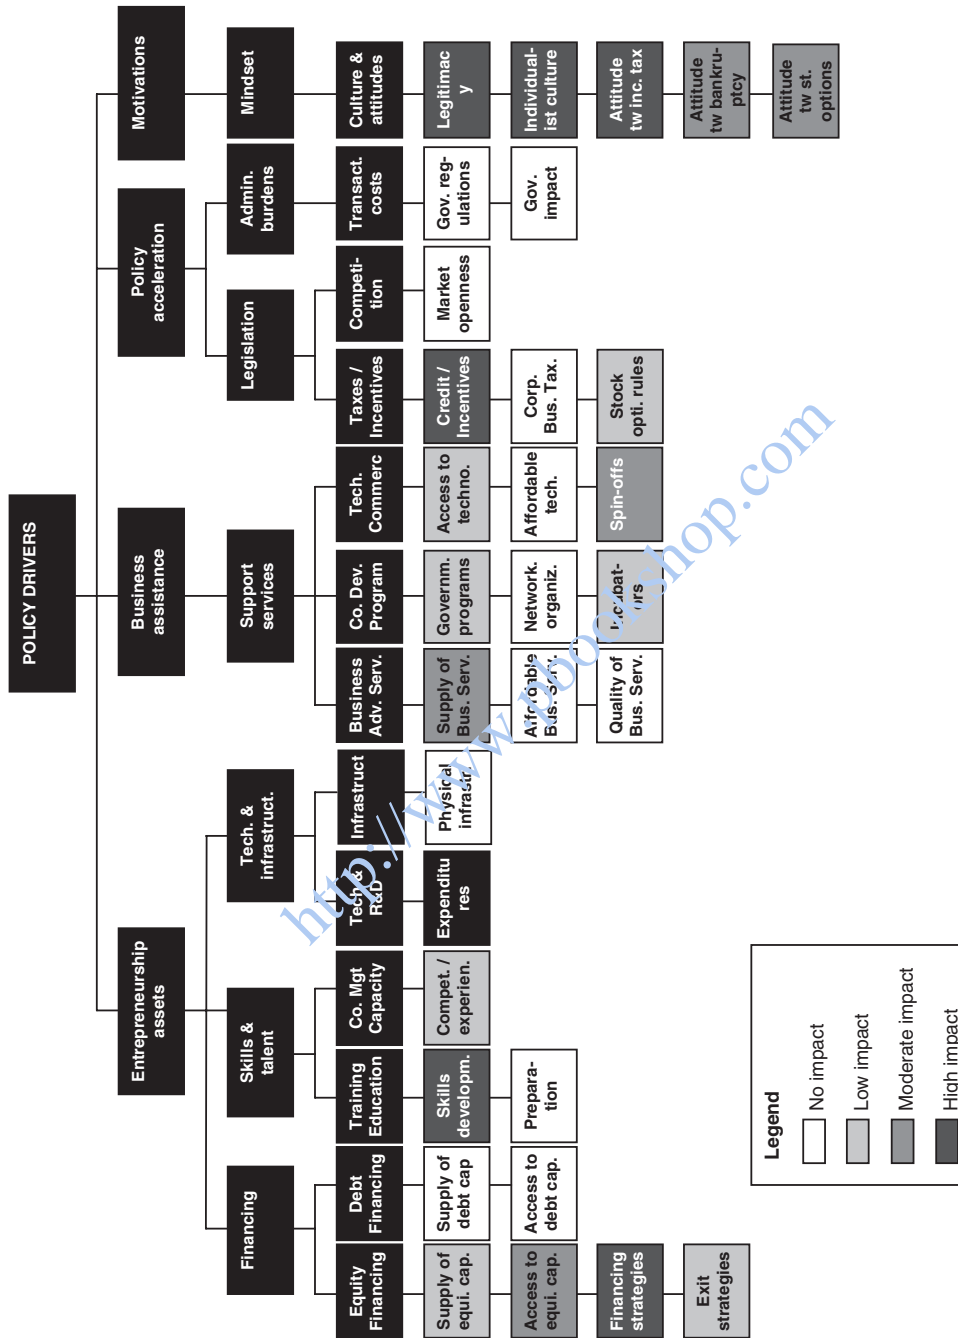 POLICY DRIVERS
Entrepreneurship
assets
Business
assistance
Policy
acceleration
Motivations
Financing
Skills &
talent
Tech. &
infrastruct.
Support
services
Legislation
Admin.
burdens
Mindset
Equity
Financing
Debt
Financing
Training
Education
Co. Mgt
Capacity
Tech &
R&D
Infrastruct
Business
Adv. Serv.
Co. Dev.
Program
Tech.
Commerc
Taxes /
Incentives
Competi-
tion
Transact.
costs
Culture &
attitudes
Supply of
equi. cap.
Supply of
debt cap
Skills
developm.
Compet. /
experien.
Expenditu
res
Physical
infrastr.
Supply of
Bus. Serv.
Governm.
programs
Access to
techno.
Credit /
Incentives
Market
openness
Gov. reg-
ulations
Legitimac
y
Access to
equi. cap.
Access to
debt cap.
Prepara-
tion
Affordable
Bus. Serv.
Network.
organiz.
Affordable
tech.
Corp.
Bus. Tax.
Gov.
impact
Individual-
ist culture
Financing
strategies
Quality of
Bus. Serv.
Incubat-
ors
Spin-offs
Stock
opti. rules
Attitude
tw inc. tax
Exit
strategies
Attitude
tw bankru-
ptcy
Attitude
tw st.
options
Legend
No impact
Low impact
Moderate impact
High impact
http://www.pbookshop.com